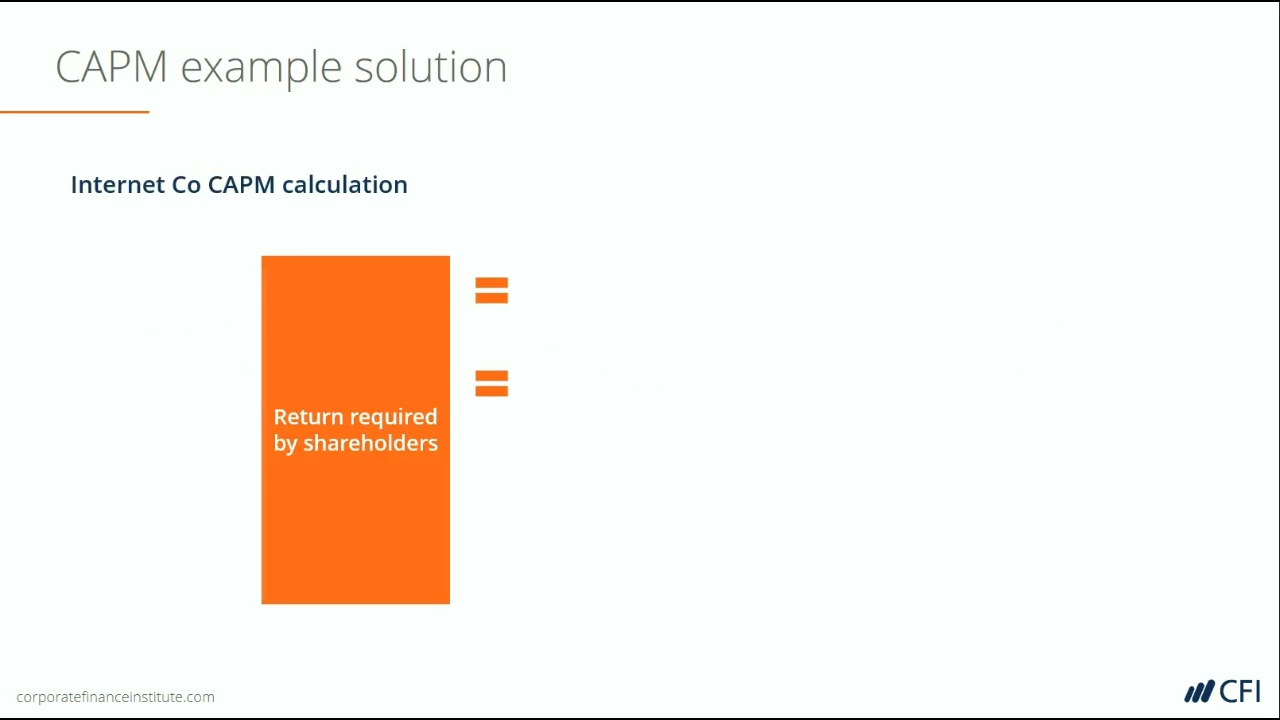 CAPM example solution
Internet Co CAPM calculation
=
=
Return required
by shareholders
corporatefinanceinstitute.com
CFI